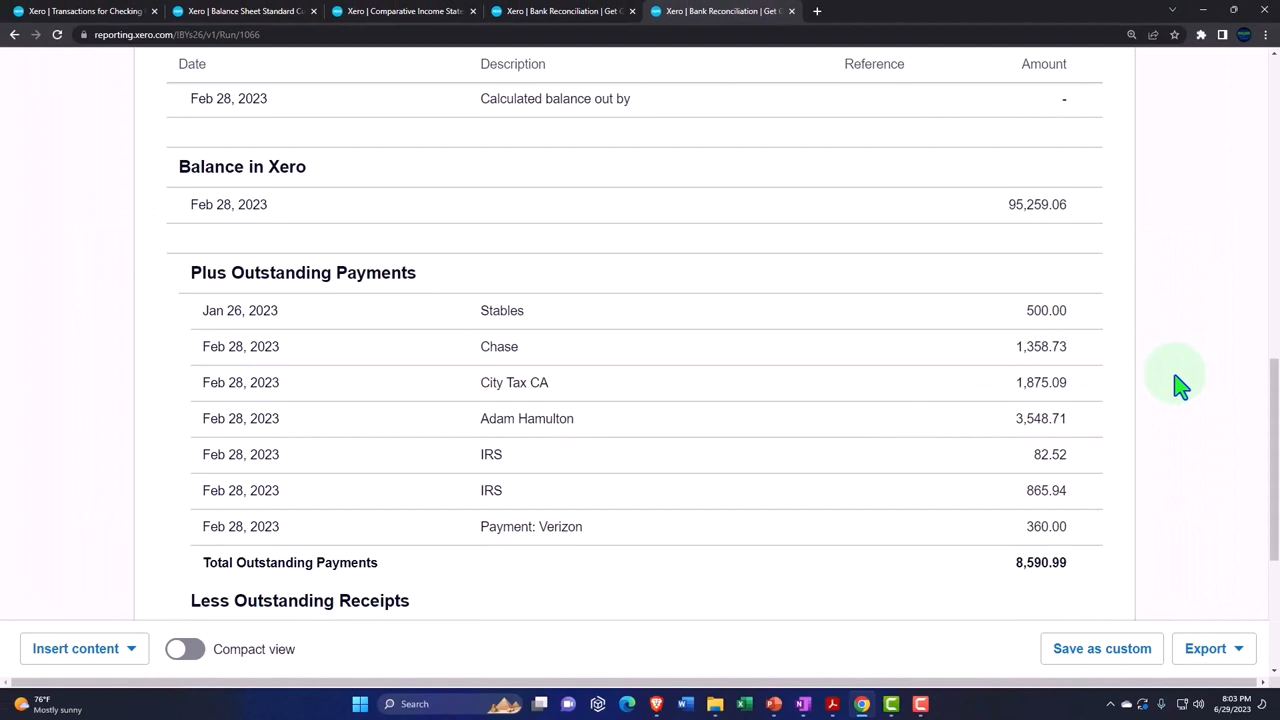 Xero | Transactions for Checking
Xero | Balance Sheet Standard Cu
Xero | Comparative Income State
Xero | Bank Reconciliation | Get C
Xero | Bank Reconciliation | Get C
reporting.xero.com/!BYs26/v1/Run/1066
Date Description Reference Amount
Feb 28, 2023 Calculated balance out by -
Balance in Xero
Feb 28, 2023 95,259.06
Plus Outstanding Payments
Jan 26, 2023 Stables 500.00
Feb 28, 2023 Chase 1,358.73
Feb 28, 2023 City Tax CA 1,875.09
Feb 28, 2023 Adam Hamulton 3,548.71
Feb 28, 2023 IRS 82.52
Feb 28, 2023 IRS 865.94
Feb 28, 2023 Payment: Verizon 360.00
Total Outstanding Payments 8,590.99
Less Outstanding Receipts
Insert content Compact view Save as custom Export
76°F
Mostly sunny
Search
8:03 PM
6/29/2023